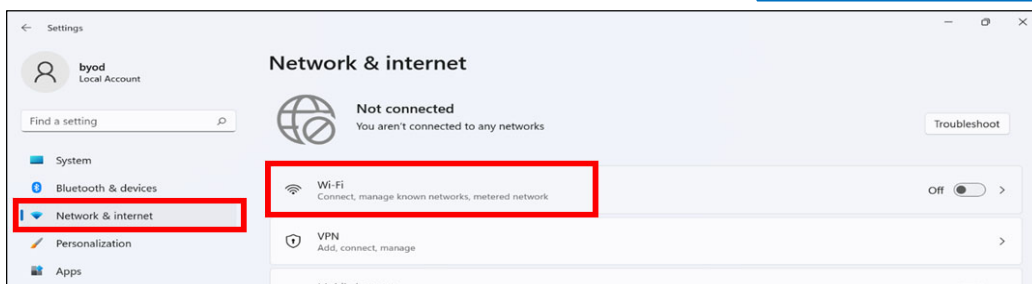 Settings
byod
Local Account
Find a setting
System
Bluetooth & devices
Network & internet
Personalization
Apps
Network & internet
Not connected
You aren't connected to any networks
Troubleshoot
Wi-Fi
Connect, manage known networks, metered network
Off
VPN
Add, connect, manage